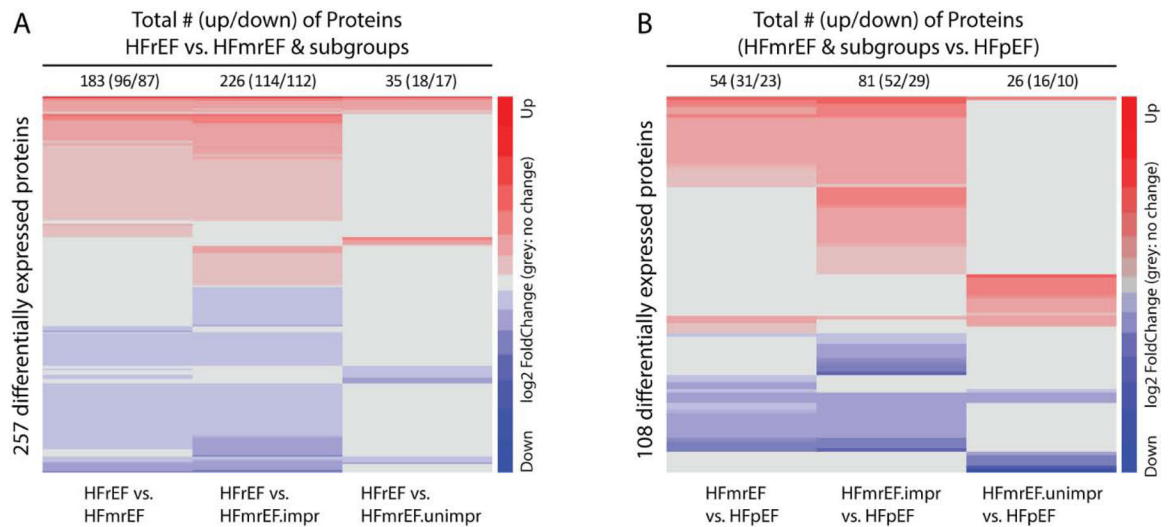 A
Total # (up/down) of Proteins
HFrEF vs. HFmrEF & subgroups
183 (96/87) 226 (114/112) 35 (18/17)
257 differentially expressed proteins
Up
log2 FoldChange (grey: no change)
Down
HFrEF vs. HFmrEF
HFrEF vs. HFmrEF.impr
HFrEF vs. HFmrEF.unimpr
B
Total # (up/down) of Proteins
(HFmrEF & subgroups vs. HFpEF)
54 (31/23) 81 (52/29) 26 (16/10)
108 differentially expressed proteins
Up
log2 FoldChange (grey: no change)
Down
HFmrEF vs. HFpEF
HFmrEF.impr vs. HFpEF
HFmrEF.unimpr vs. HFpEF